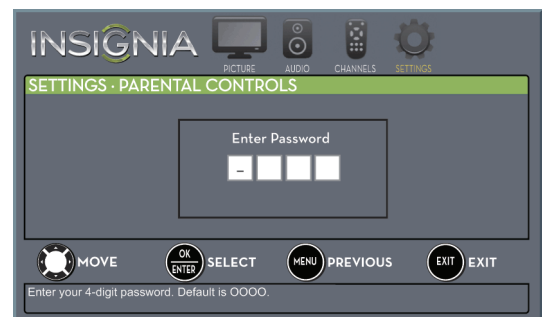 INSIGNIA
PICTURE AUDIO CHANNELS SETTINGS
SETTINGS · PARENTAL CONTROLS
Enter Password
–
MOVE OK ENTER SELECT MENU PREVIOUS EXIT EXIT
Enter your 4-digit password. Default is OOOO.